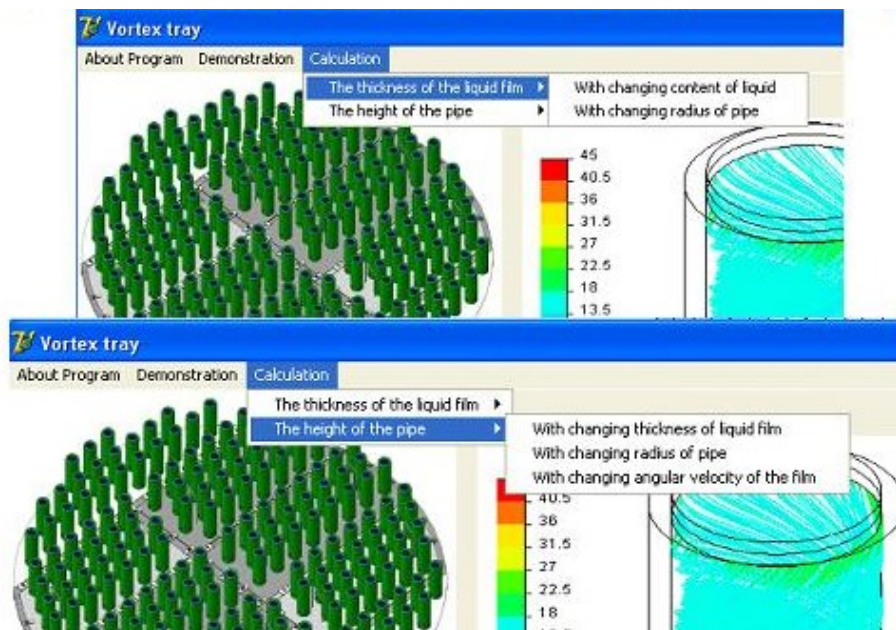 Vortex tray
About Program Demonstration Calculation
The thickness of the liquid film With changing content of liquid
The height of the pipe With changing radius of pipe
45
40.5
36
31.5
27
22.5
18
13.5
Vortex tray
About Program Demonstration Calculation
The thickness of the liquid film
The height of the pipe With changing thickness of liquid film
With changing radius of pipe
With changing angular velocity of the film
40.5
36
31.5
27
22.5
18